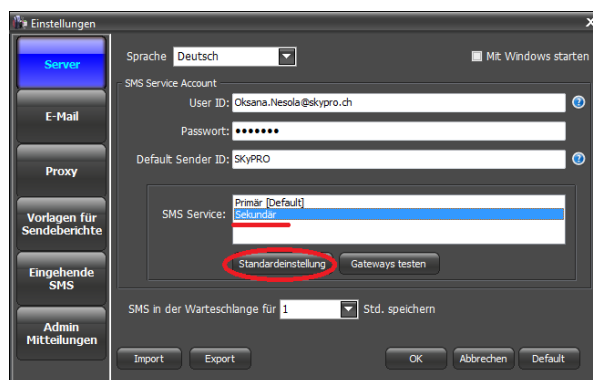 Einstellungen
Server
E-Mail
Proxy
Vorlagen für
Sendeberichte
Eingehende
SMS
Admin
Mitteilungen
Sprache Deutsch
Mit Windows starten
SMS Service Account
User ID: Oksana.Nesola@skypro.ch
Passwort: •••••••
Default Sender ID: SKyPRO
SMS Service:
Primär [Default]
Sekundär
Standardeinstellung Gateways testen
SMS in der Warteschlange für 1 Std. speichern
Import Export OK Abbrechen Default